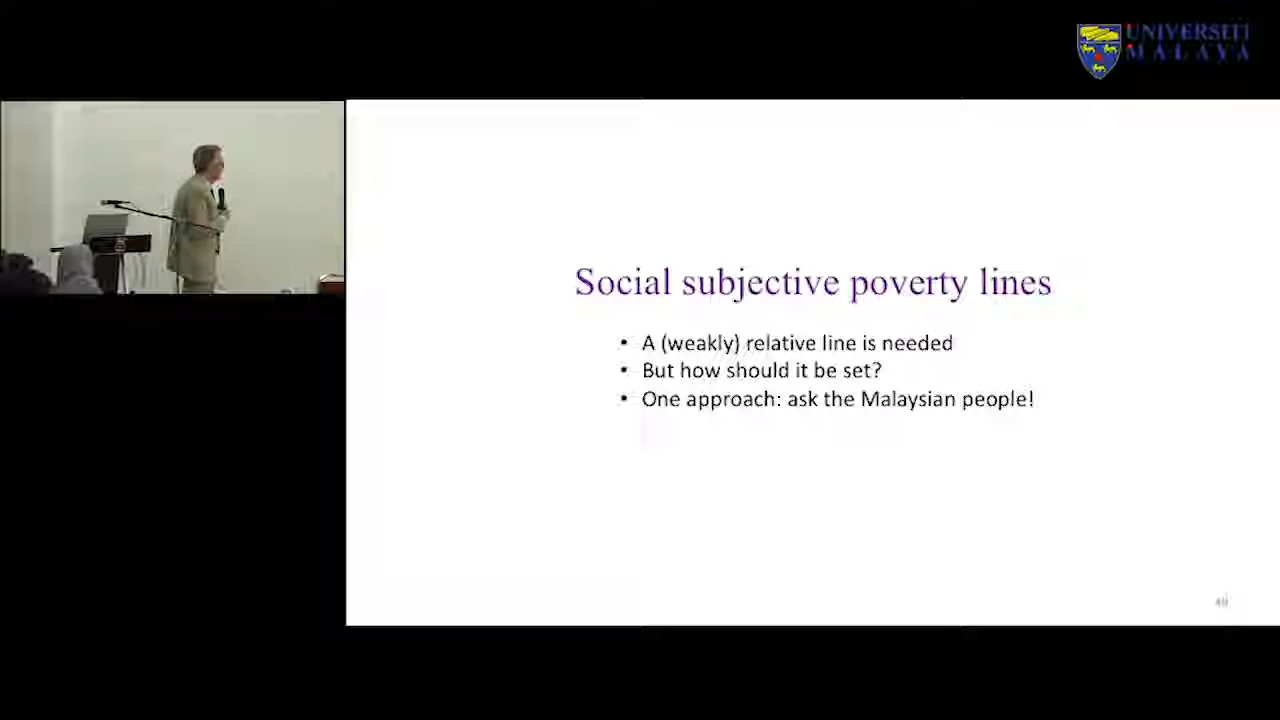 UNIVERSITI
MALAYA
Social subjective poverty lines
• A (weakly) relative line is needed
• But how should it be set?
• One approach: ask the Malaysian people!